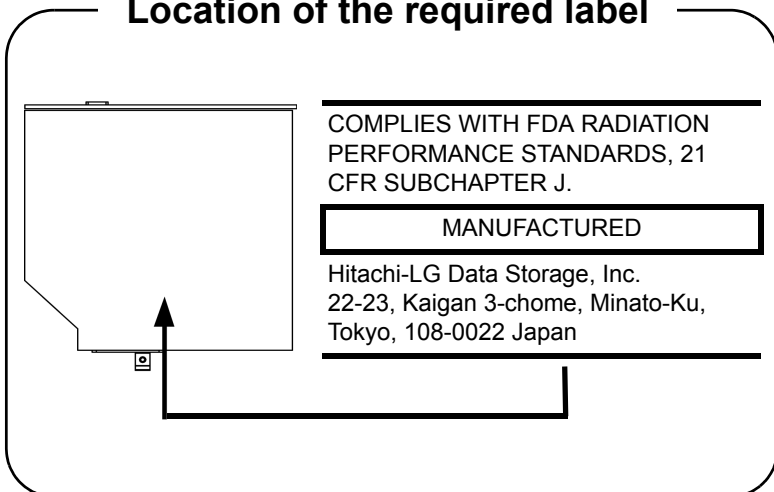 Location of the required label
COMPLIES WITH FDA RADIATION
PERFORMANCE STANDARDS, 21
CFR SUBCHAPTER J.
MANUFACTURED
Hitachi-LG Data Storage, Inc.
22-23, Kaigan 3-chome, Minato-Ku,
Tokyo, 108-0022 Japan